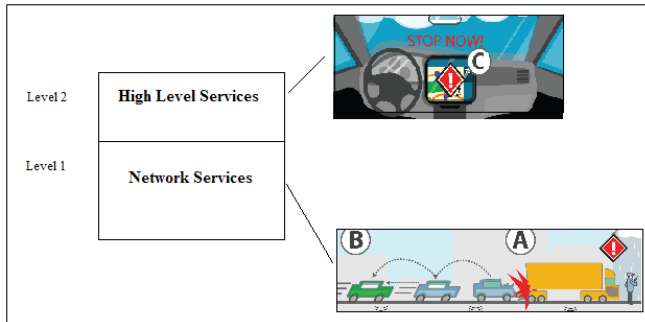 STOP NOW!
C
Level 2
High Level Services
Level 1
Network Services
B
A
!
!